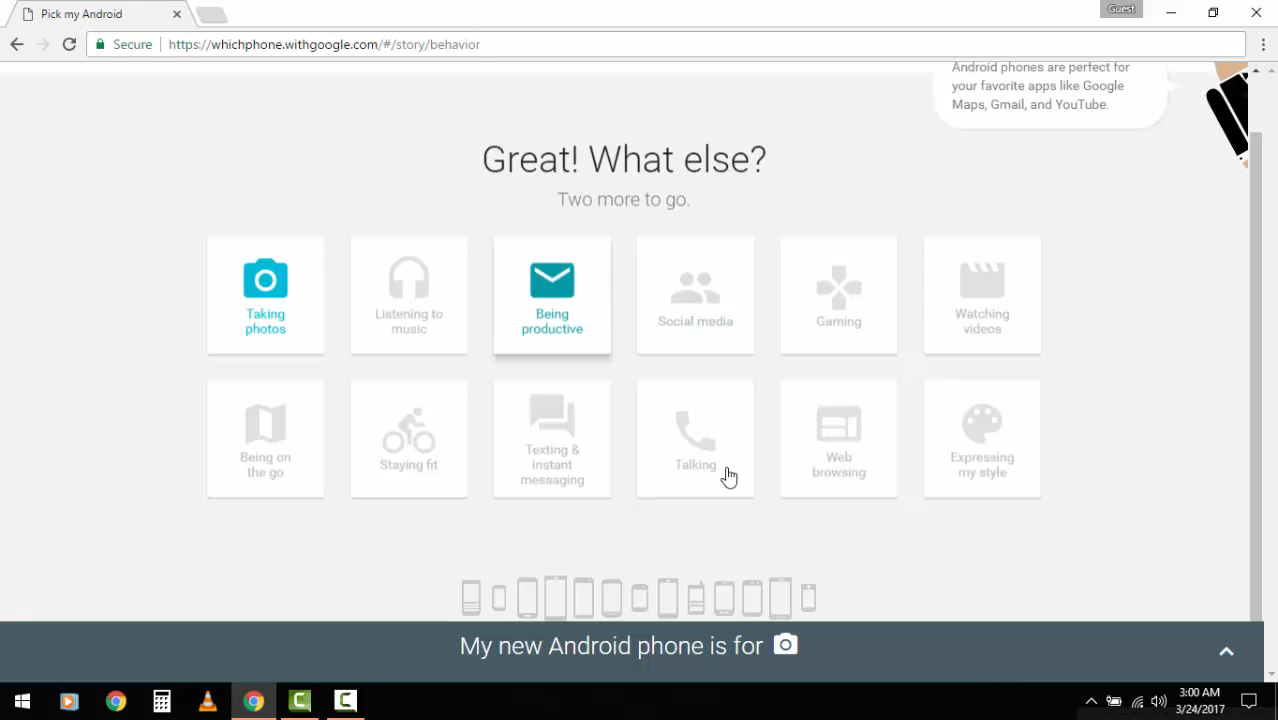 Pick my Android
Guest
Secure
https://whichphone.withgoogle.com/#/story/behavior
Android phones are perfect for
your favorite apps like Google
Maps, Gmail, and YouTube.
Great! What else?
Two more to go.
Taking
photos
Listening to
music
Being
productive
Social media
Gaming
Watching
videos
Being on
the go
Staying fit
Texting &
instant
messaging
Talking
Web
browsing
Expressing
my style
My new Android phone is for
3:00 AM
3/24/2017